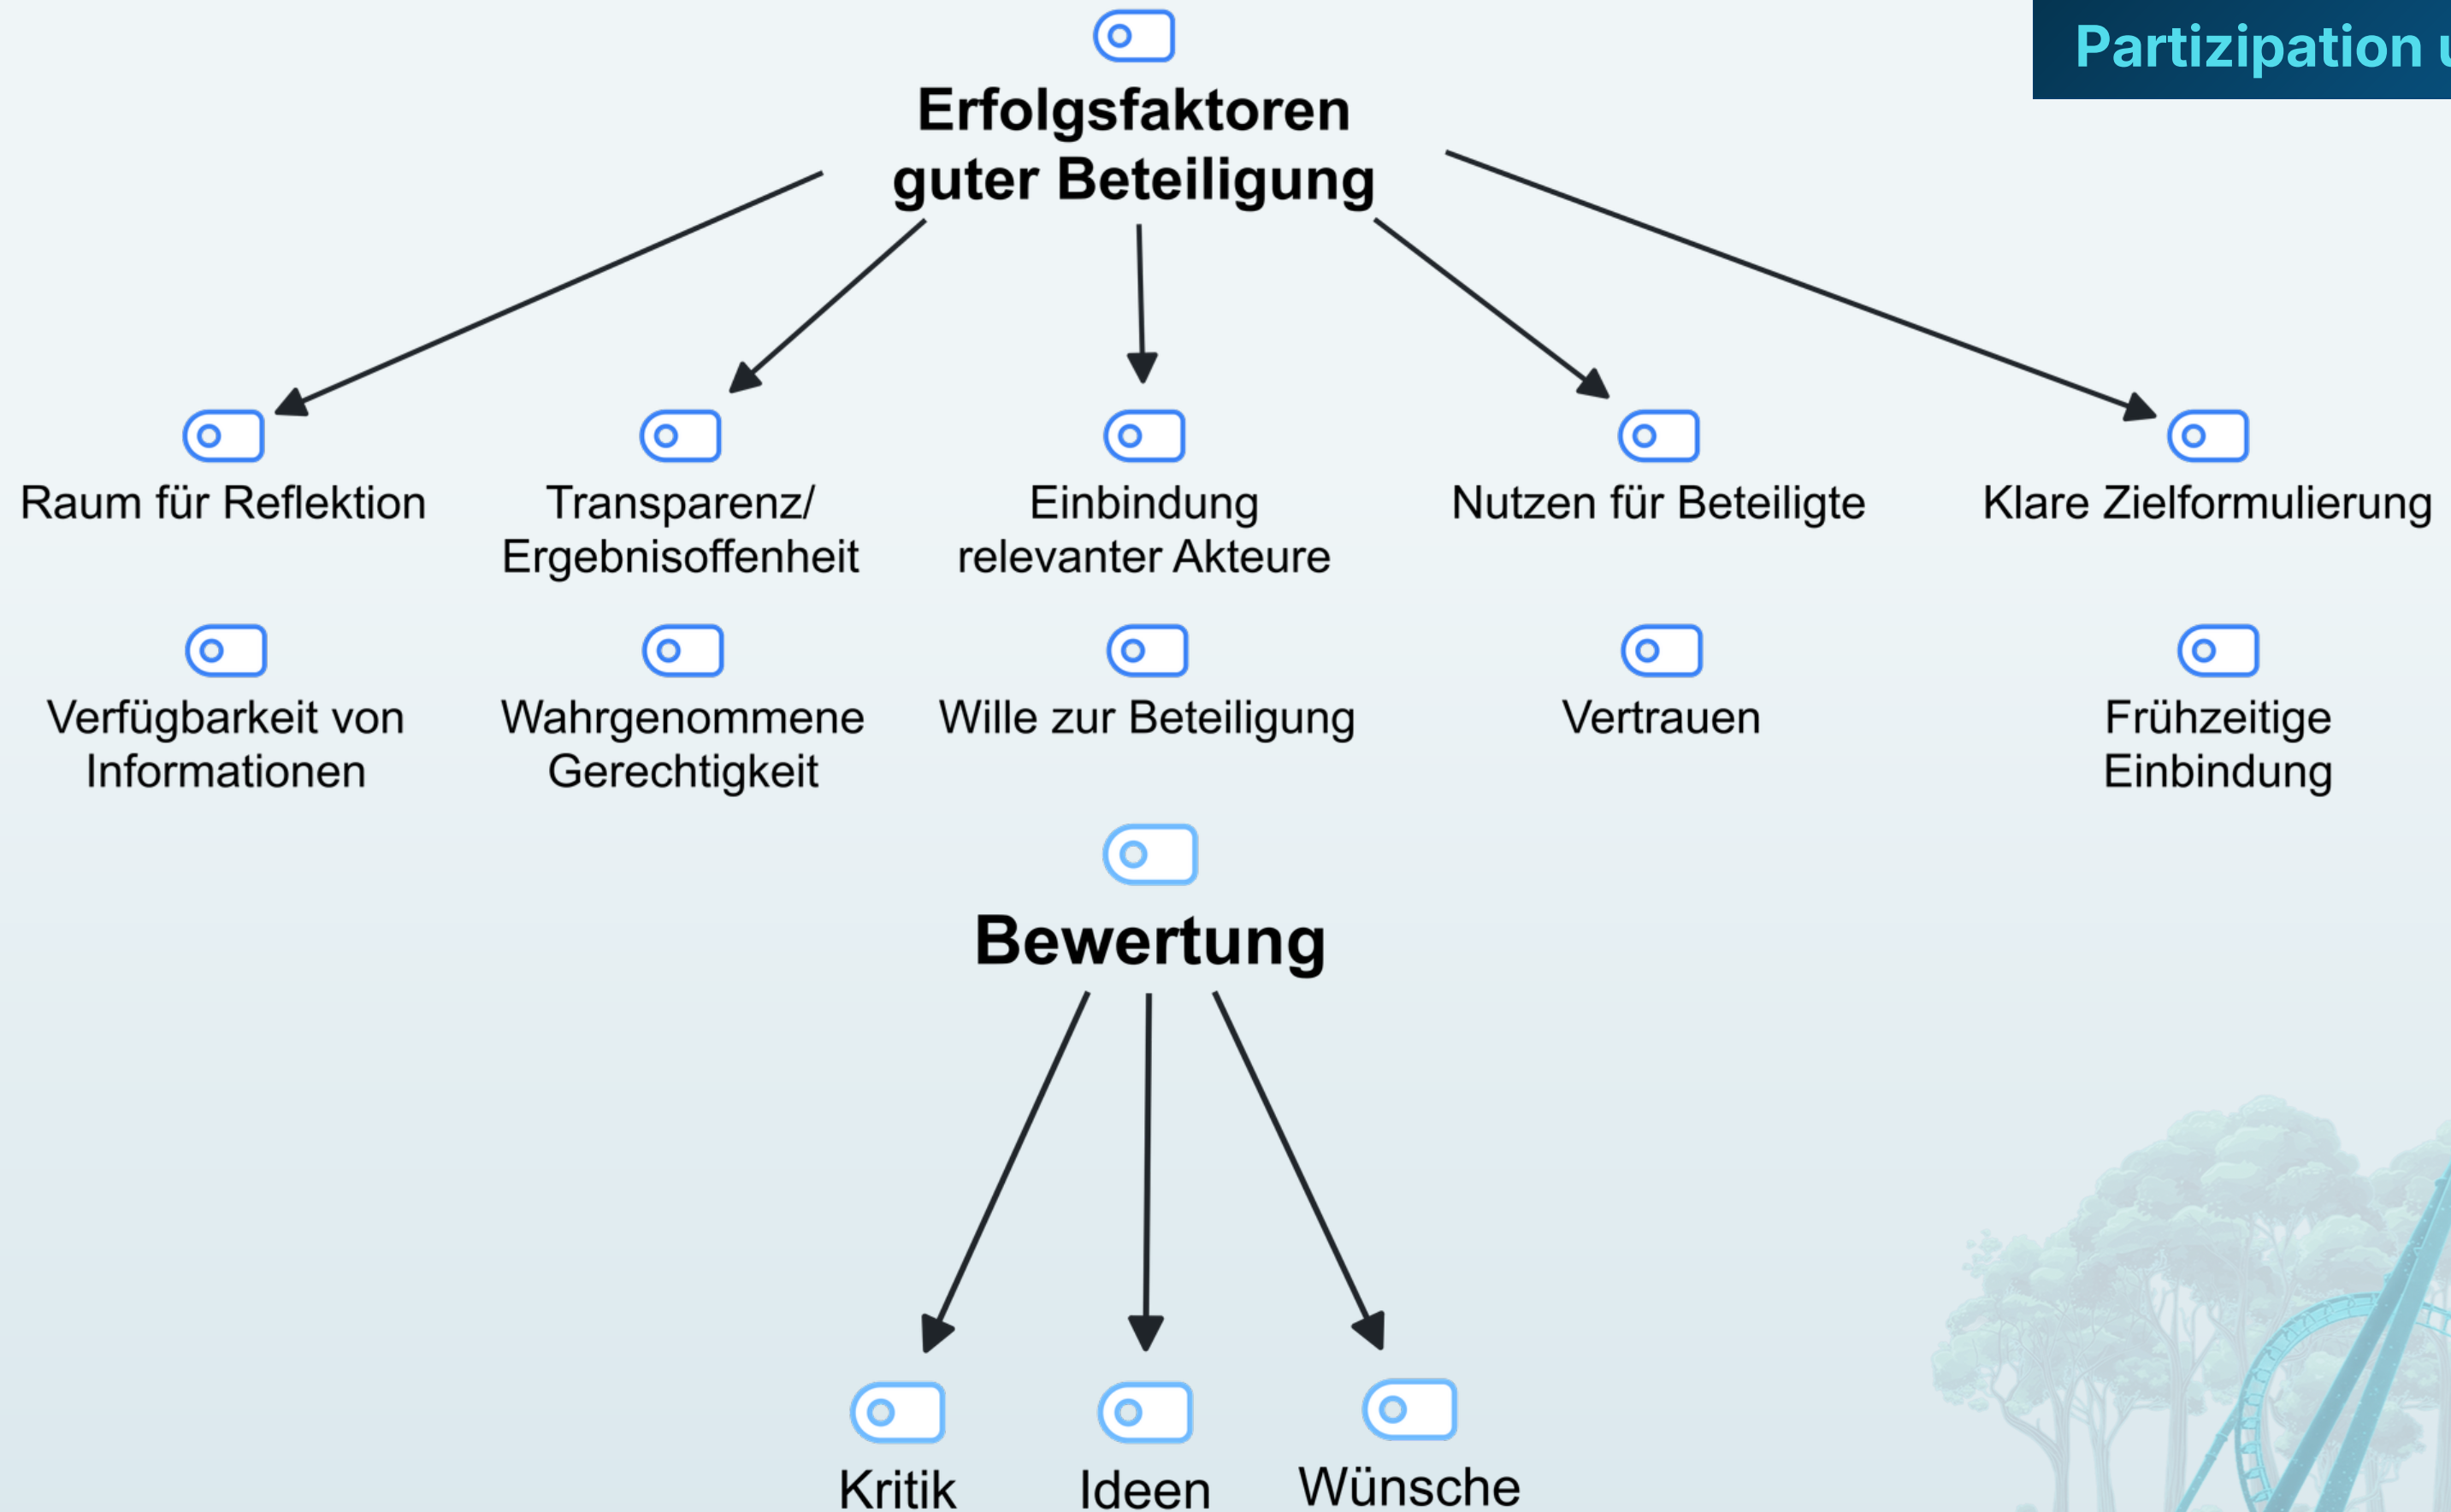 Partizipation
Erfolgsfaktoren
guter Beteiligung
Raum für Reflektion
Transparenz/
Ergebnisoffenheit
Einbindung
relevanter Akteure
Nutzen für Beteiligte
Klare Zielformulierung
Verfügbarkeit von
Informationen
Wahrgenommene
Gerechtigkeit
Wille zur Beteiligung
Vertrauen
Frühzeitige
Einbindung
Bewertung
Kritik
Ideen
Wünsche